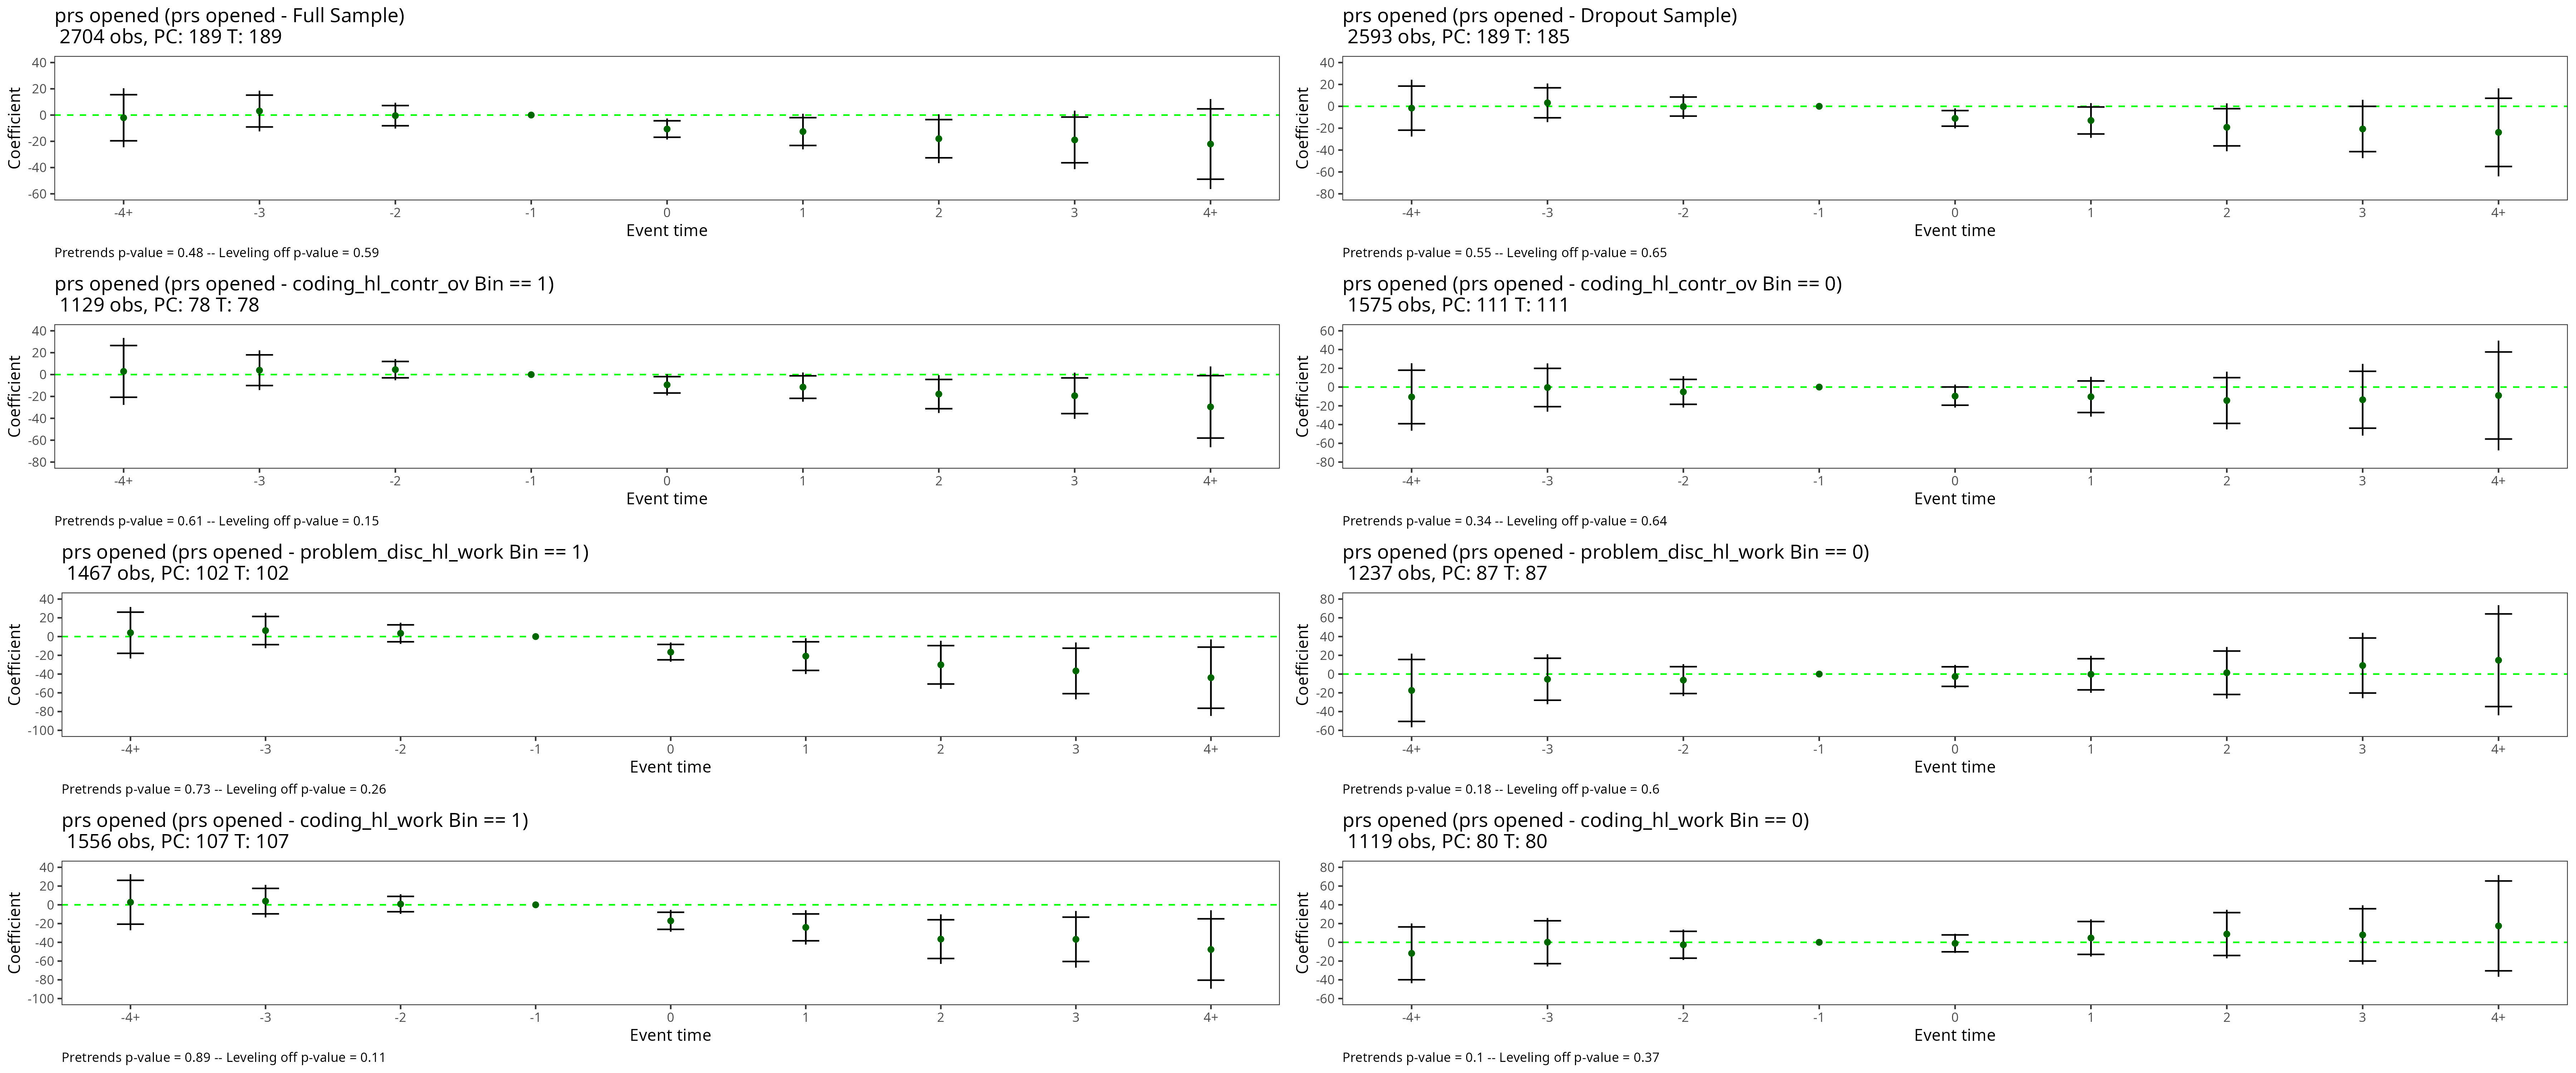 prs opened (prs opened - Full Sample)
2704 obs, PC: 189 T: 189
40
20
0
-20
-40
-60
Coefficient
-4+ -3 -2 -1 0 1 2 3 4+
Event time
Pretrends p-value = 0.48 -- Leveling off p-value = 0.59
prs opened (prs opened - Dropout Sample)
2593 obs, PC: 189 T: 185
40
20
0
-20
-40
-60
-80
Coefficient
-4+ -3 -2 -1 0 1 2 3 4+
Event time
Pretrends p-value = 0.55 -- Leveling off p-value = 0.65
prs opened (prs opened - coding_hl_contr_ov Bin == 1)
1129 obs, PC: 78 T: 78
40
20
0
-20
-40
-60
-80
Coefficient
-4+ -3 -2 -1 0 1 2 3 4+
Event time
Pretrends p-value = 0.61 -- Leveling off p-value = 0.15
prs opened (prs opened - coding_hl_contr_ov Bin == 0)
1575 obs, PC: 111 T: 111
60
40
20
0
-20
-40
-60
-80
Coefficient
-4+ -3 -2 -1 0 1 2 3 4+
Event time
Pretrends p-value = 0.34 -- Leveling off p-value = 0.64
prs opened (prs opened - problem_disc_hl_work Bin == 1)
1467 obs, PC: 102 T: 102
40
20
0
-20
-40
-60
-80
-100
Coefficient
-4+ -3 -2 -1 0 1 2 3 4+
Event time
Pretrends p-value = 0.73 -- Leveling off p-value = 0.26
prs opened (prs opened - problem_disc_hl_work Bin == 0)
1237 obs, PC: 87 T: 87
80
60
40
20
0
-20
-40
-60
Coefficient
-4+ -3 -2 -1 0 1 2 3 4+
Event time
Pretrends p-value = 0.18 -- Leveling off p-value = 0.6
prs opened (prs opened - coding_hl_work Bin == 1)
1556 obs, PC: 107 T: 107
40
20
0
-20
-40
-60
-80
-100
Coefficient
-4+ -3 -2 -1 0 1 2 3 4+
Event time
Pretrends p-value = 0.89 -- Leveling off p-value = 0.11
prs opened (prs opened - coding_hl_work Bin == 0)
1119 obs, PC: 80 T: 80
80
60
40
20
0
-20
-40
-60
Coefficient
-4+ -3 -2 -1 0 1 2 3 4+
Event time
Pretrends p-value = 0.1 -- Leveling off p-value = 0.37